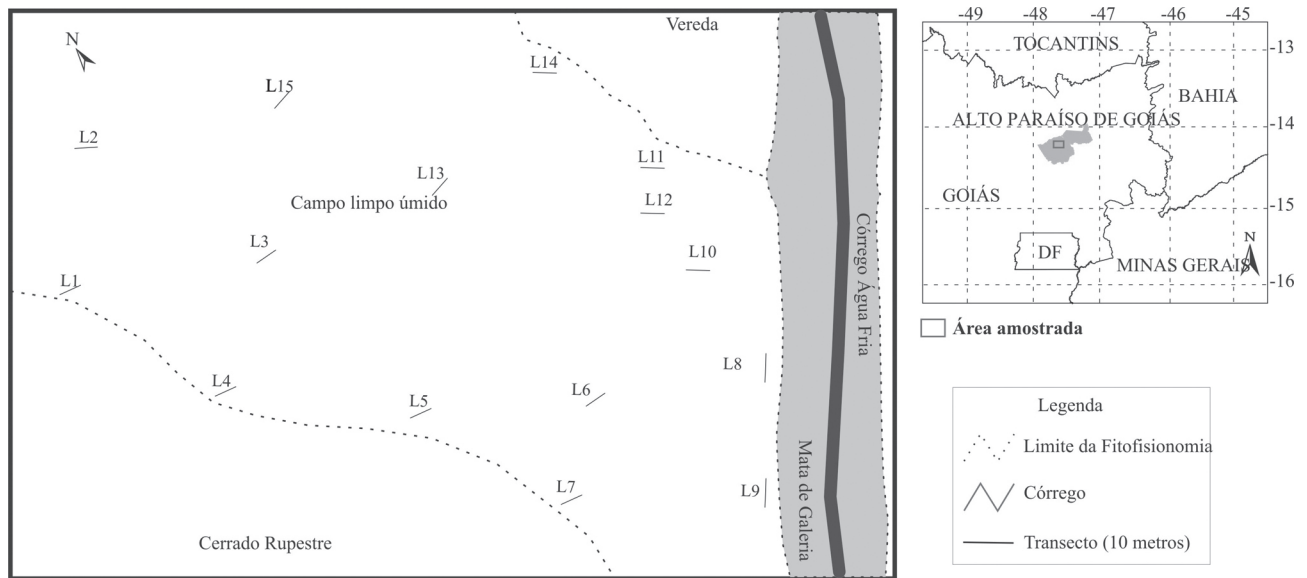 N
Vereda
L14
L15
L2
L11
L13
Campo limpo úmido
L12
L3
L10
L1
Córrego Água Fria
L8
L4
L6
L5
Mata de Galeria
L7
L9
Cerrado Rupestre
-49 -48 -47 -46 -45
TOCANTINS
-13
BAHIA
ALTO PARAÍSO DE GOIÁS
-14
GOIÁS
-15
N
DF
MINAS GERAIS
-16
Área amostrada
Legenda
Limite da Fitofisionomia
Córrego
Transecto (10 metros)